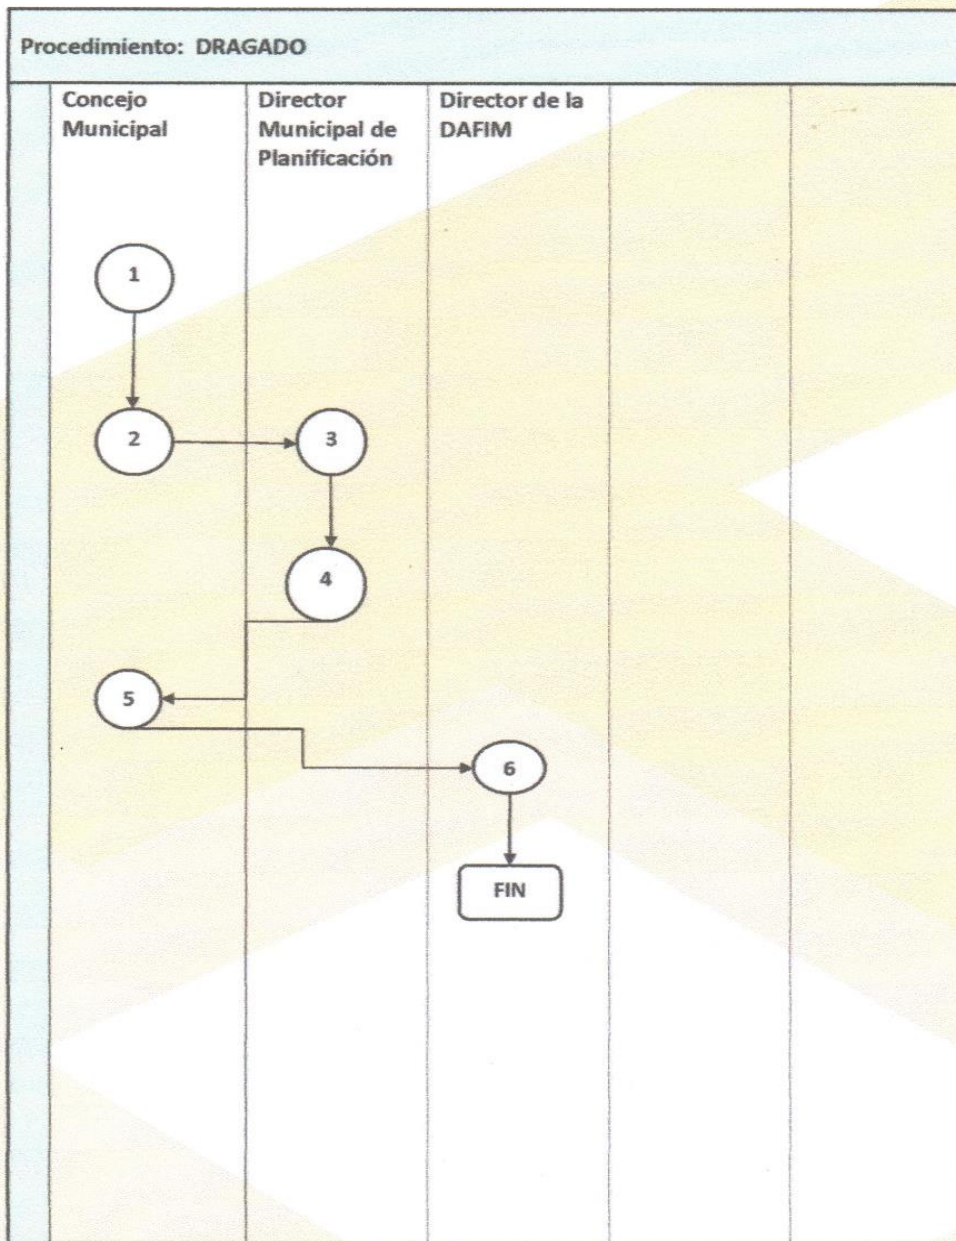 Procedimiento: DRAGADO
Concejo
Municipal
Director
Municipal de
Planificación
Director de la
DAFIM
1
2
3
4
5
6
FIN